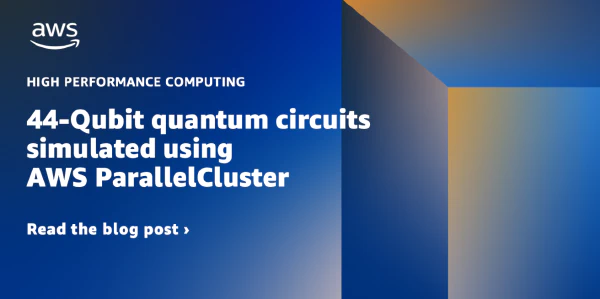 aws
HIGH PERFORMANCE COMPUTING
44-Qubit quantum circuits
simulated using
AWS ParallelCluster
Read the blog post ›